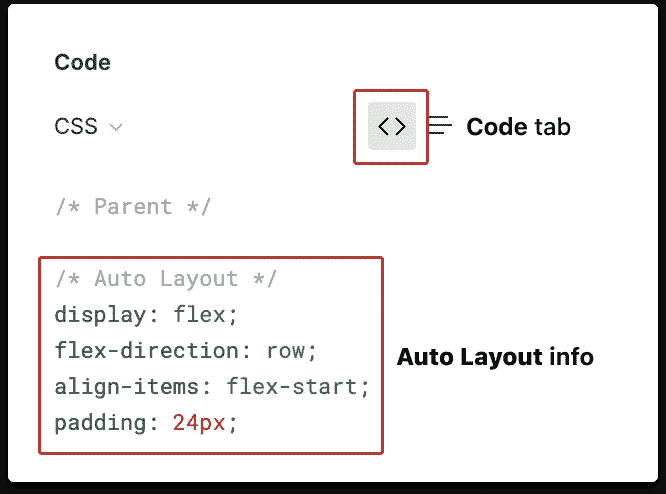 Code
CSS
<> Code tab
/* Parent */
/* Auto Layout */
display: flex;
flex-direction: row;
align-items: flex-start;
padding: 24px;
Auto Layout info